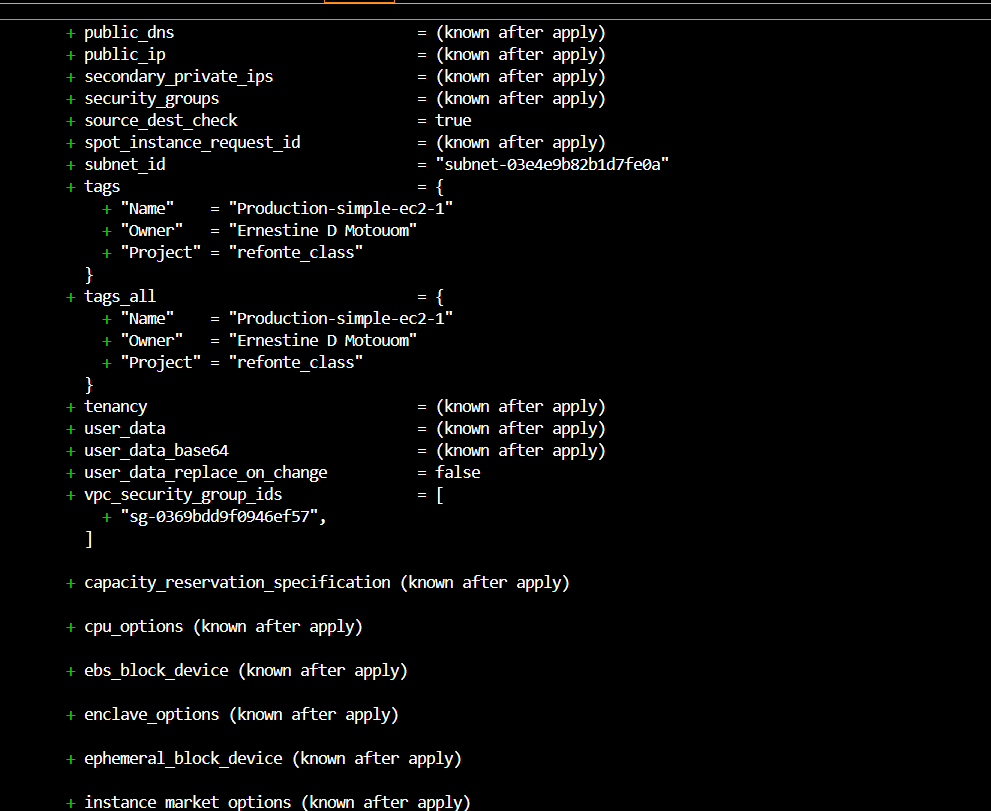 + public_dns = (known after apply)
+ public_ip = (known after apply)
+ secondary_private_ips = (known after apply)
+ security_groups = (known after apply)
+ source_dest_check = true
+ spot_instance_request_id = (known after apply)
+ subnet_id = "subnet-03e4e9b82b1d7fe0a"
+ tags = {
+ "Name" = "Production-simple-ec2-1"
+ "Owner" = "Ernestine D Motouom"
+ "Project" = "refonte_class"
}
+ tags_all = {
+ "Name" = "Production-simple-ec2-1"
+ "Owner" = "Ernestine D Motouom"
+ "Project" = "refonte_class"
}
+ tenancy = (known after apply)
+ user_data = (known after apply)
+ user_data_base64 = (known after apply)
+ user_data_replace_on_change = false
+ vpc_security_group_ids = [
+ "sg-0369bdd9f0946ef57",
]
+ capacity_reservation_specification (known after apply)
+ cpu_options (known after apply)
+ ebs_block_device (known after apply)
+ enclave_options (known after apply)
+ ephemeral_block_device (known after apply)
+ instance_market_options (known after apply)